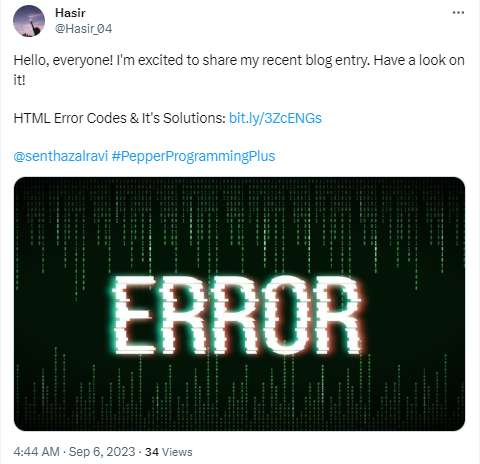 Hasir
@Hasir_04
Hello, everyone! I'm excited to share my recent blog entry. Have a look on
it!
HTML Error Codes & It's Solutions: bit.ly/3ZcENGs
@senthazalravi #PepperProgrammingPlus
ERROR
4:44 AM · Sep 6, 2023 · 34 Views